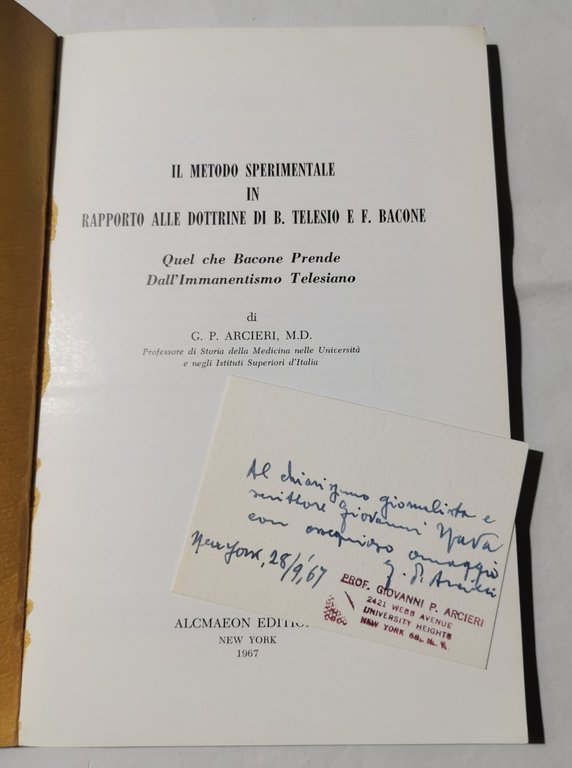 IL METODO SPERIMENTALE
IN
RAPPORTO ALLE DOTTRINE DI B. TELESIO E F. BACONE
Quel che Bacone Prende
Dall'Immanentismo Telesiano
di
G. P. ARCIERI, M.D.
Professore di Storia della Medicina nelle Università
e negli Istituti Superiori d'Italia
Al chiarissimo giornalista e
scrittore Giovanni
con ossequioso omaggio
G. P. Arcieri
New York, 28/9/67
PROF. GIOVANNI P. ARCIERI
2421 WEBB AVENUE
UNIVERSITY HEIGHTS
NEW YORK 68, N. Y.
ALCMAEON EDITION
NEW YORK
1967